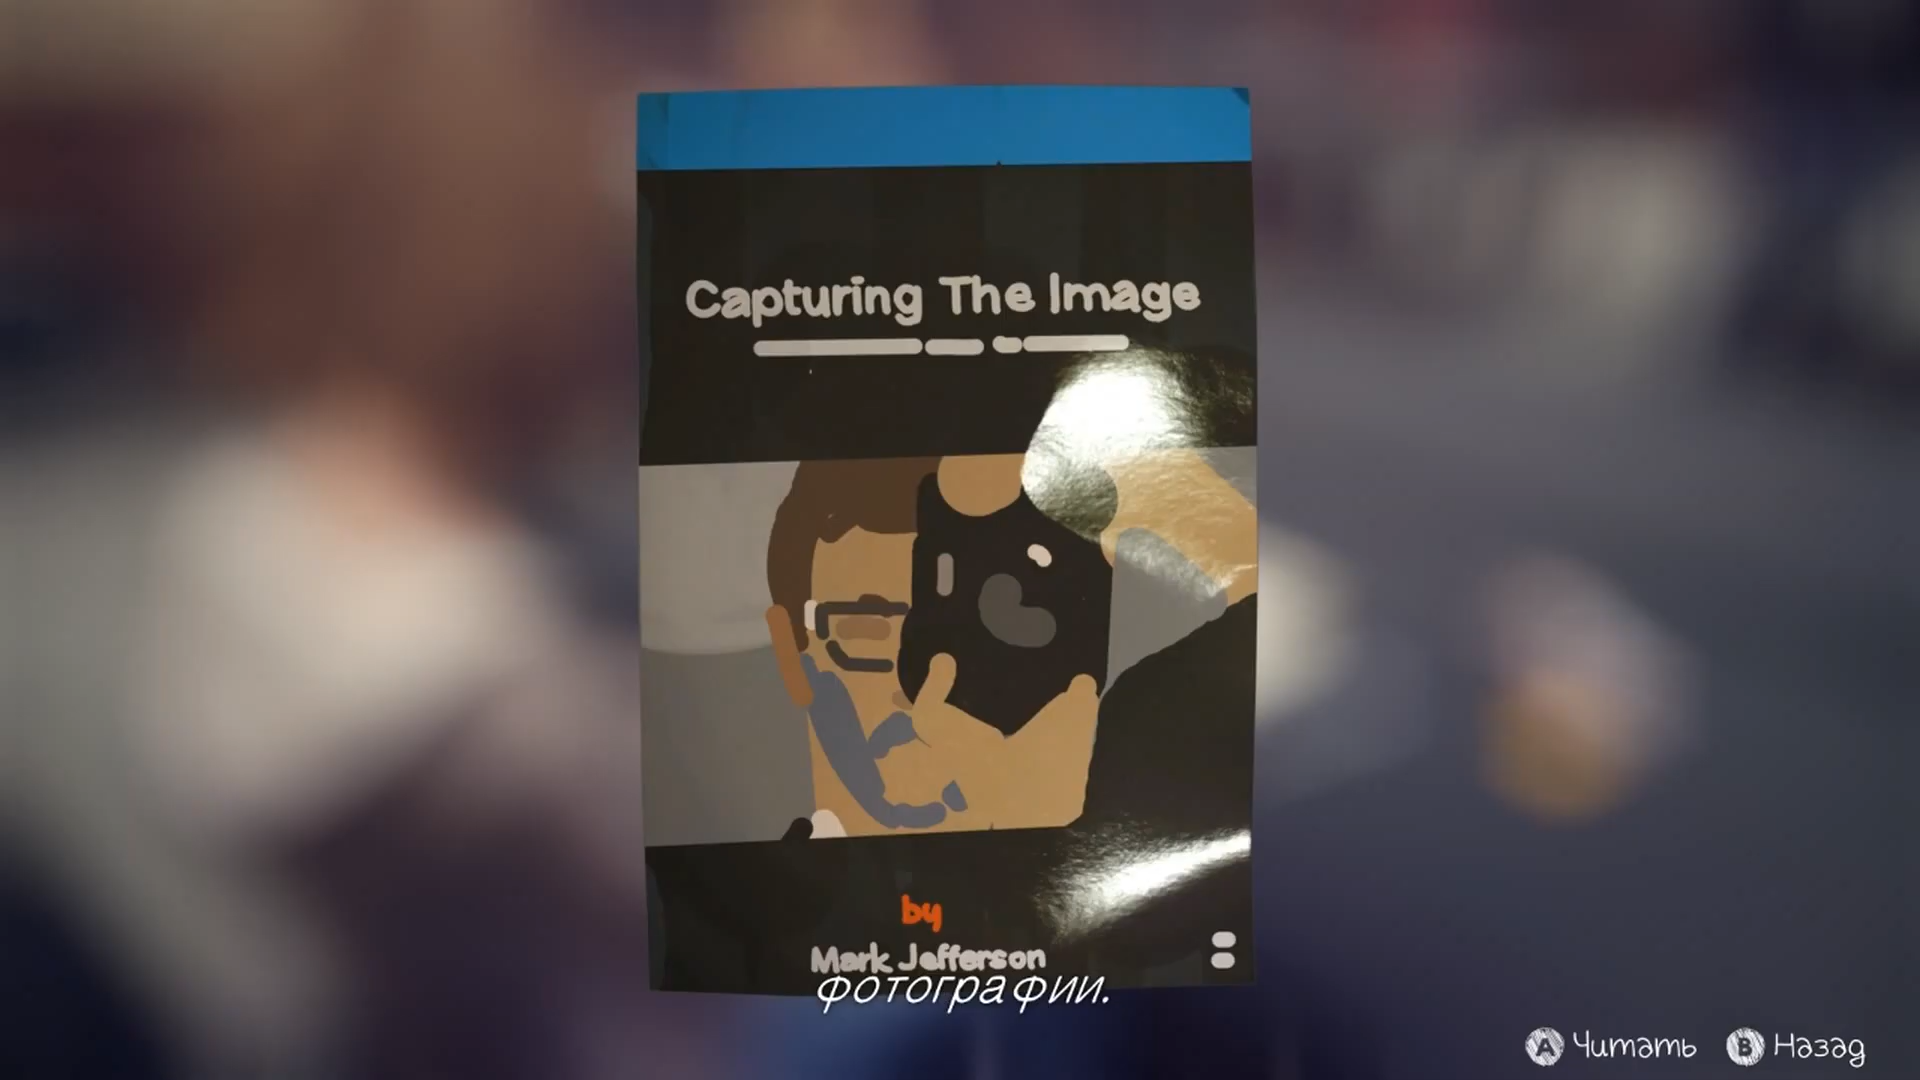 Capturing The Image
by
Mark Jefferson
фотографии.
A Читать B Назад